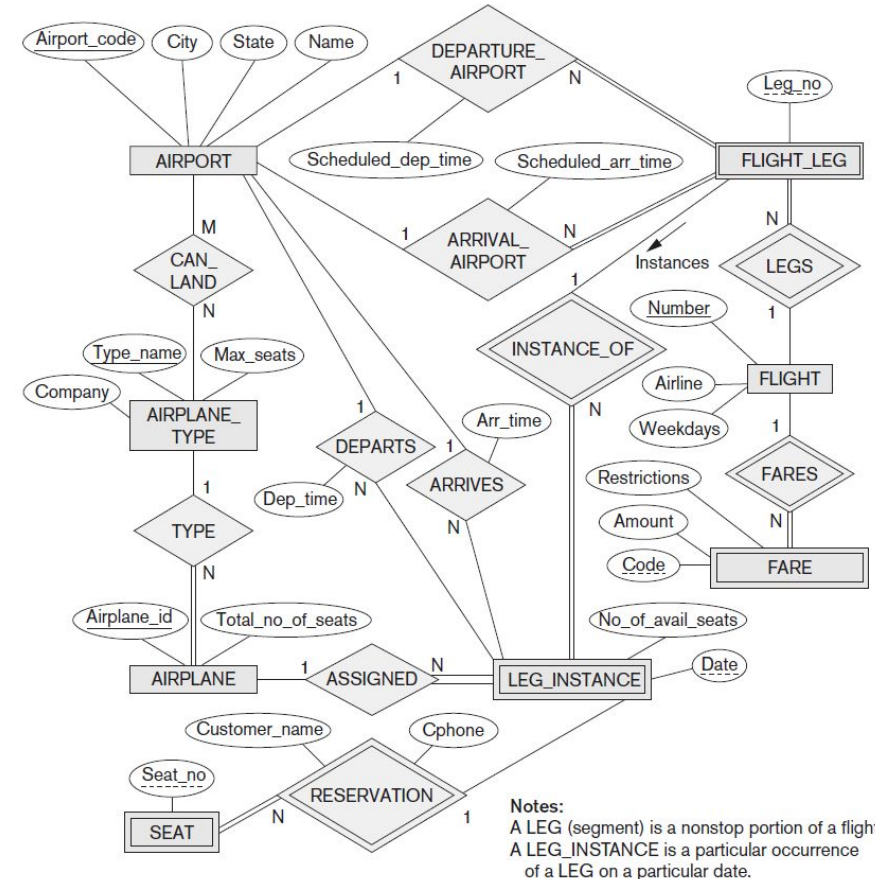 Airport_code
City
State
Name
DEPARTURE_
AIRPORT
1
N
Leg_no
AIRPORT
Scheduled_dep_time
Scheduled_arr_time
FLIGHT_LEG
M
CAN_
LAND
N
1
ARRIVAL_
AIRPORT
N
Instances
1
N
LEGS
1
Number
INSTANCE_OF
N
Type_name
Max_seats
Company
AIRPLANE_
TYPE
Airline
FLIGHT
Weekdays
1
DEPARTS
N
Dep_time
1
Arr_time
ARRIVES
N
1
FARES
N
Restrictions
Amount
Code
FARE
1
TYPE
N
Airplane_id
Total_no_of_seats
No_of_avail_seats
Date
AIRPLANE
1
ASSIGNED
N
LEG_INSTANCE
Customer_name
Cphone
Seat_no
RESERVATION
N
1
SEAT
Notes:
A LEG (segment) is a nonstop portion of a flight
A LEG_INSTANCE is a particular occurrence
of a LEG on a particular date.